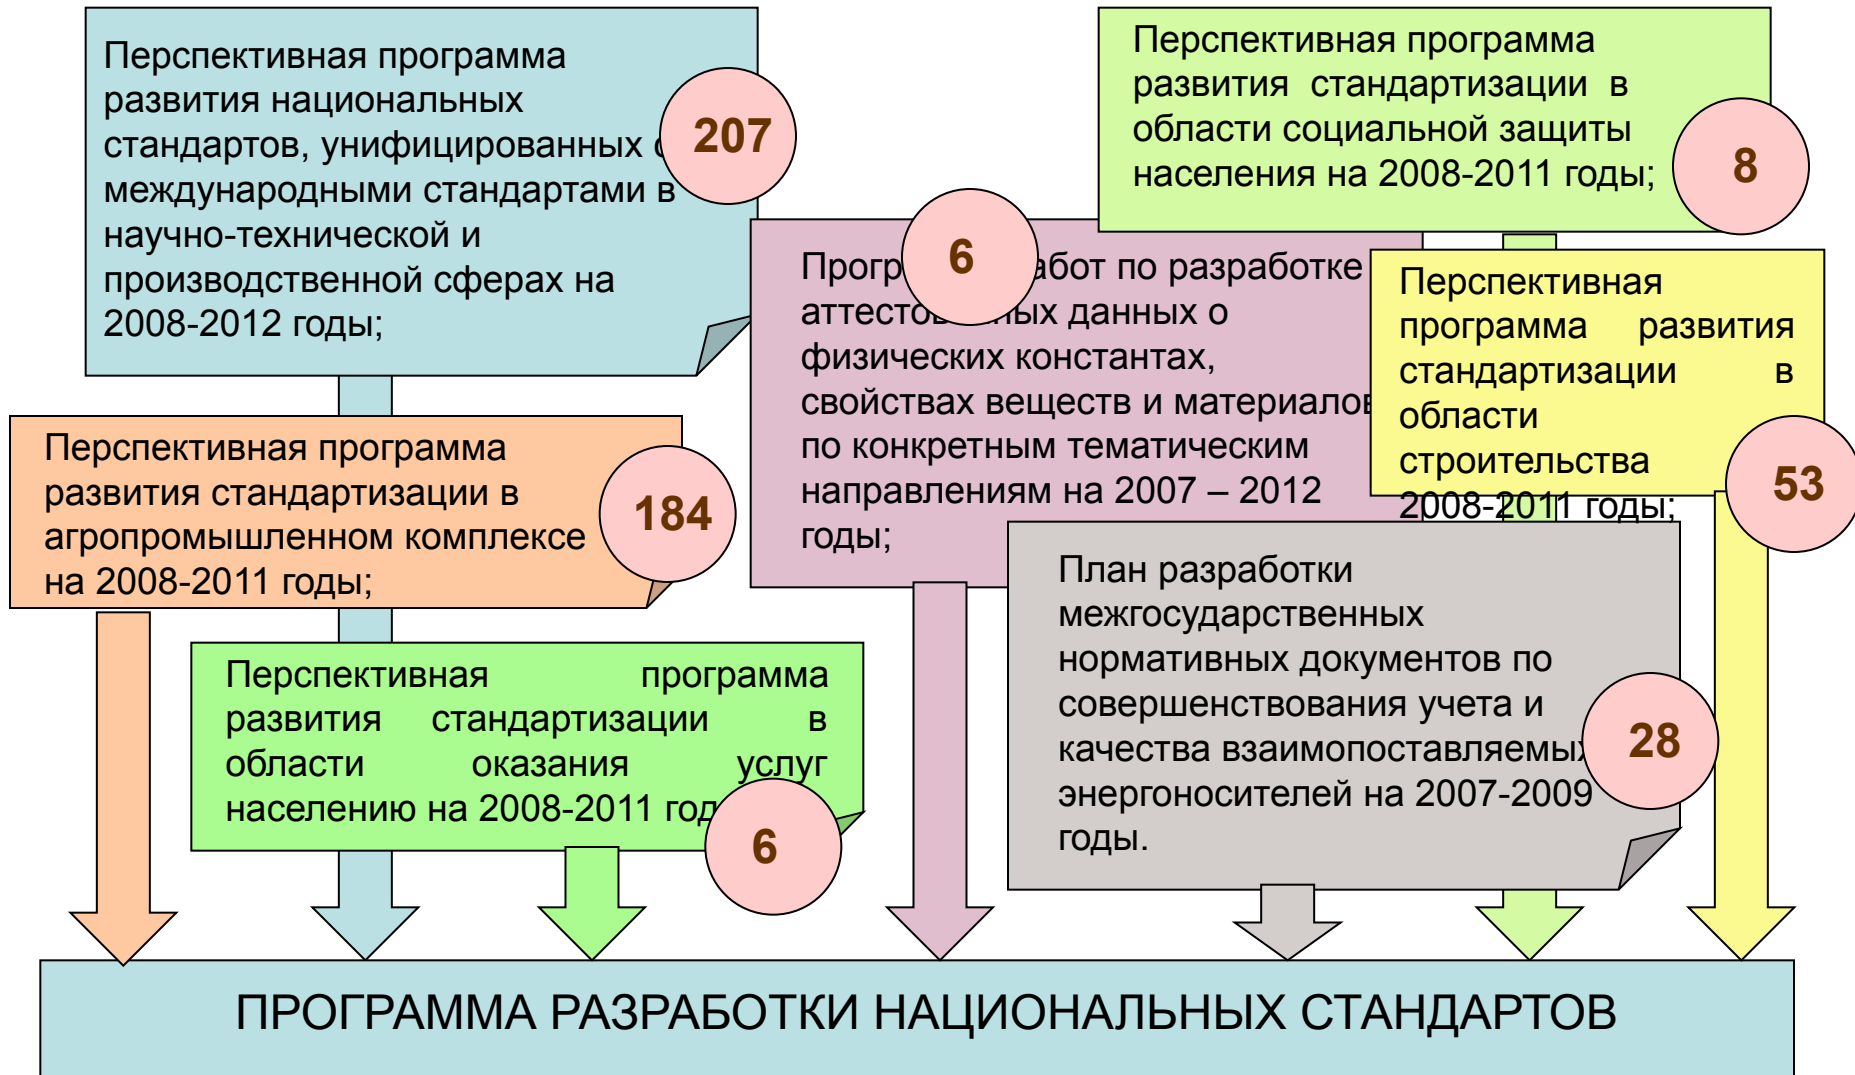 Перспективная программа
развития национальных
стандартов, унифицированных
международными стандартами в
научно-технической и
производственной сферах на
2008-2012 годы;
207
Перспективная программа
развития стандартизации в
области социальной защиты
населения на 2008-2011 годы;
8
6
работ по разработке
данных о
физических константах,
свойствах веществ и материалов
по конкретным тематическим
направлениям на 2007 – 2012
годы;
Перспективная
программа развития
стандартизации в
области
строительства
2008-2011 годы;
53
Перспективная программа
развития стандартизации в
агропромышленном комплексе
на 2008-2011 годы;
184
План разработки
межгосударственных
нормативных документов по
совершенствования учета и
качества взаимопоставляемых
энергоносителей на 2007-2009
годы.
28
Перспективная программа
развития стандартизации в
области оказания услуг
населению на 2008-2011
6
ПРОГРАММА РАЗРАБОТКИ НАЦИОНАЛЬНЫХ СТАНДАРТОВ